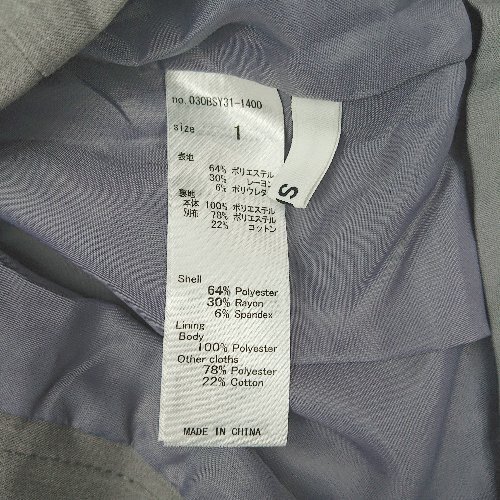 no.030BSY31-1400
size 1
表地
64% ポリエステル
30% レーヨン
6% ポリウレタ
裏地
本体 100% ポリエステル
別布 78% ポリエステル
22% コットン
Shell
64% Polyester
30% Rayon
6% Spandex
Lining
Body
100% Polyester
Other cloths
78% Polyester
22% Cotton
MADE IN CHINA
S